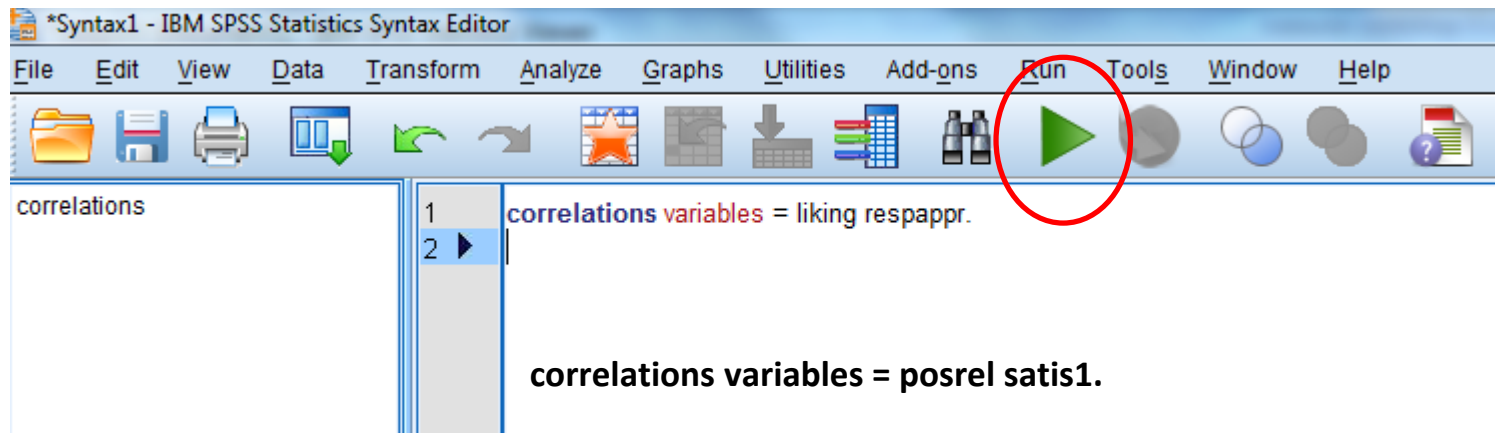 *Syntax1 - IBM SPSS Statistics Syntax Editor
File Edit View Data Transform Analyze Graphs Utilities Add-ons Run Tools Window Help
correlations
1 correlations variables = liking respappr.
2
correlations variables = posrel satis1.